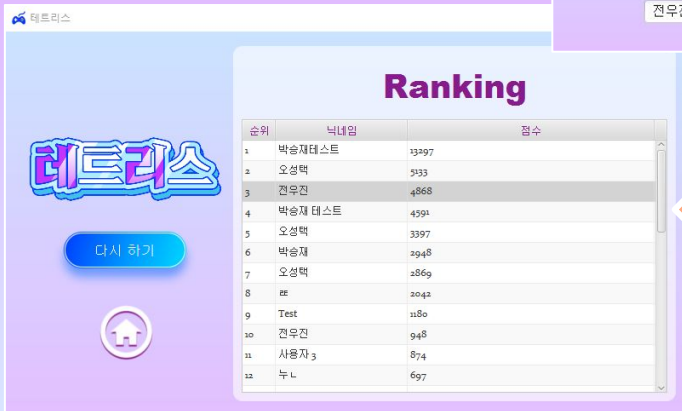 테트리스
전우진
Ranking
테트리스
다시 하기
순위 닉네임 점수
1 박승재테스트 13297
2 오성택 5133
3 전우진 4868
4 박승재 테스트 4591
5 오성택 3397
6 박승재 2948
7 오성택 2869
8 ㄸ 2042
9 Test 1180
10 전우진 948
11 사용자 3 874
12 누ㄴ 697